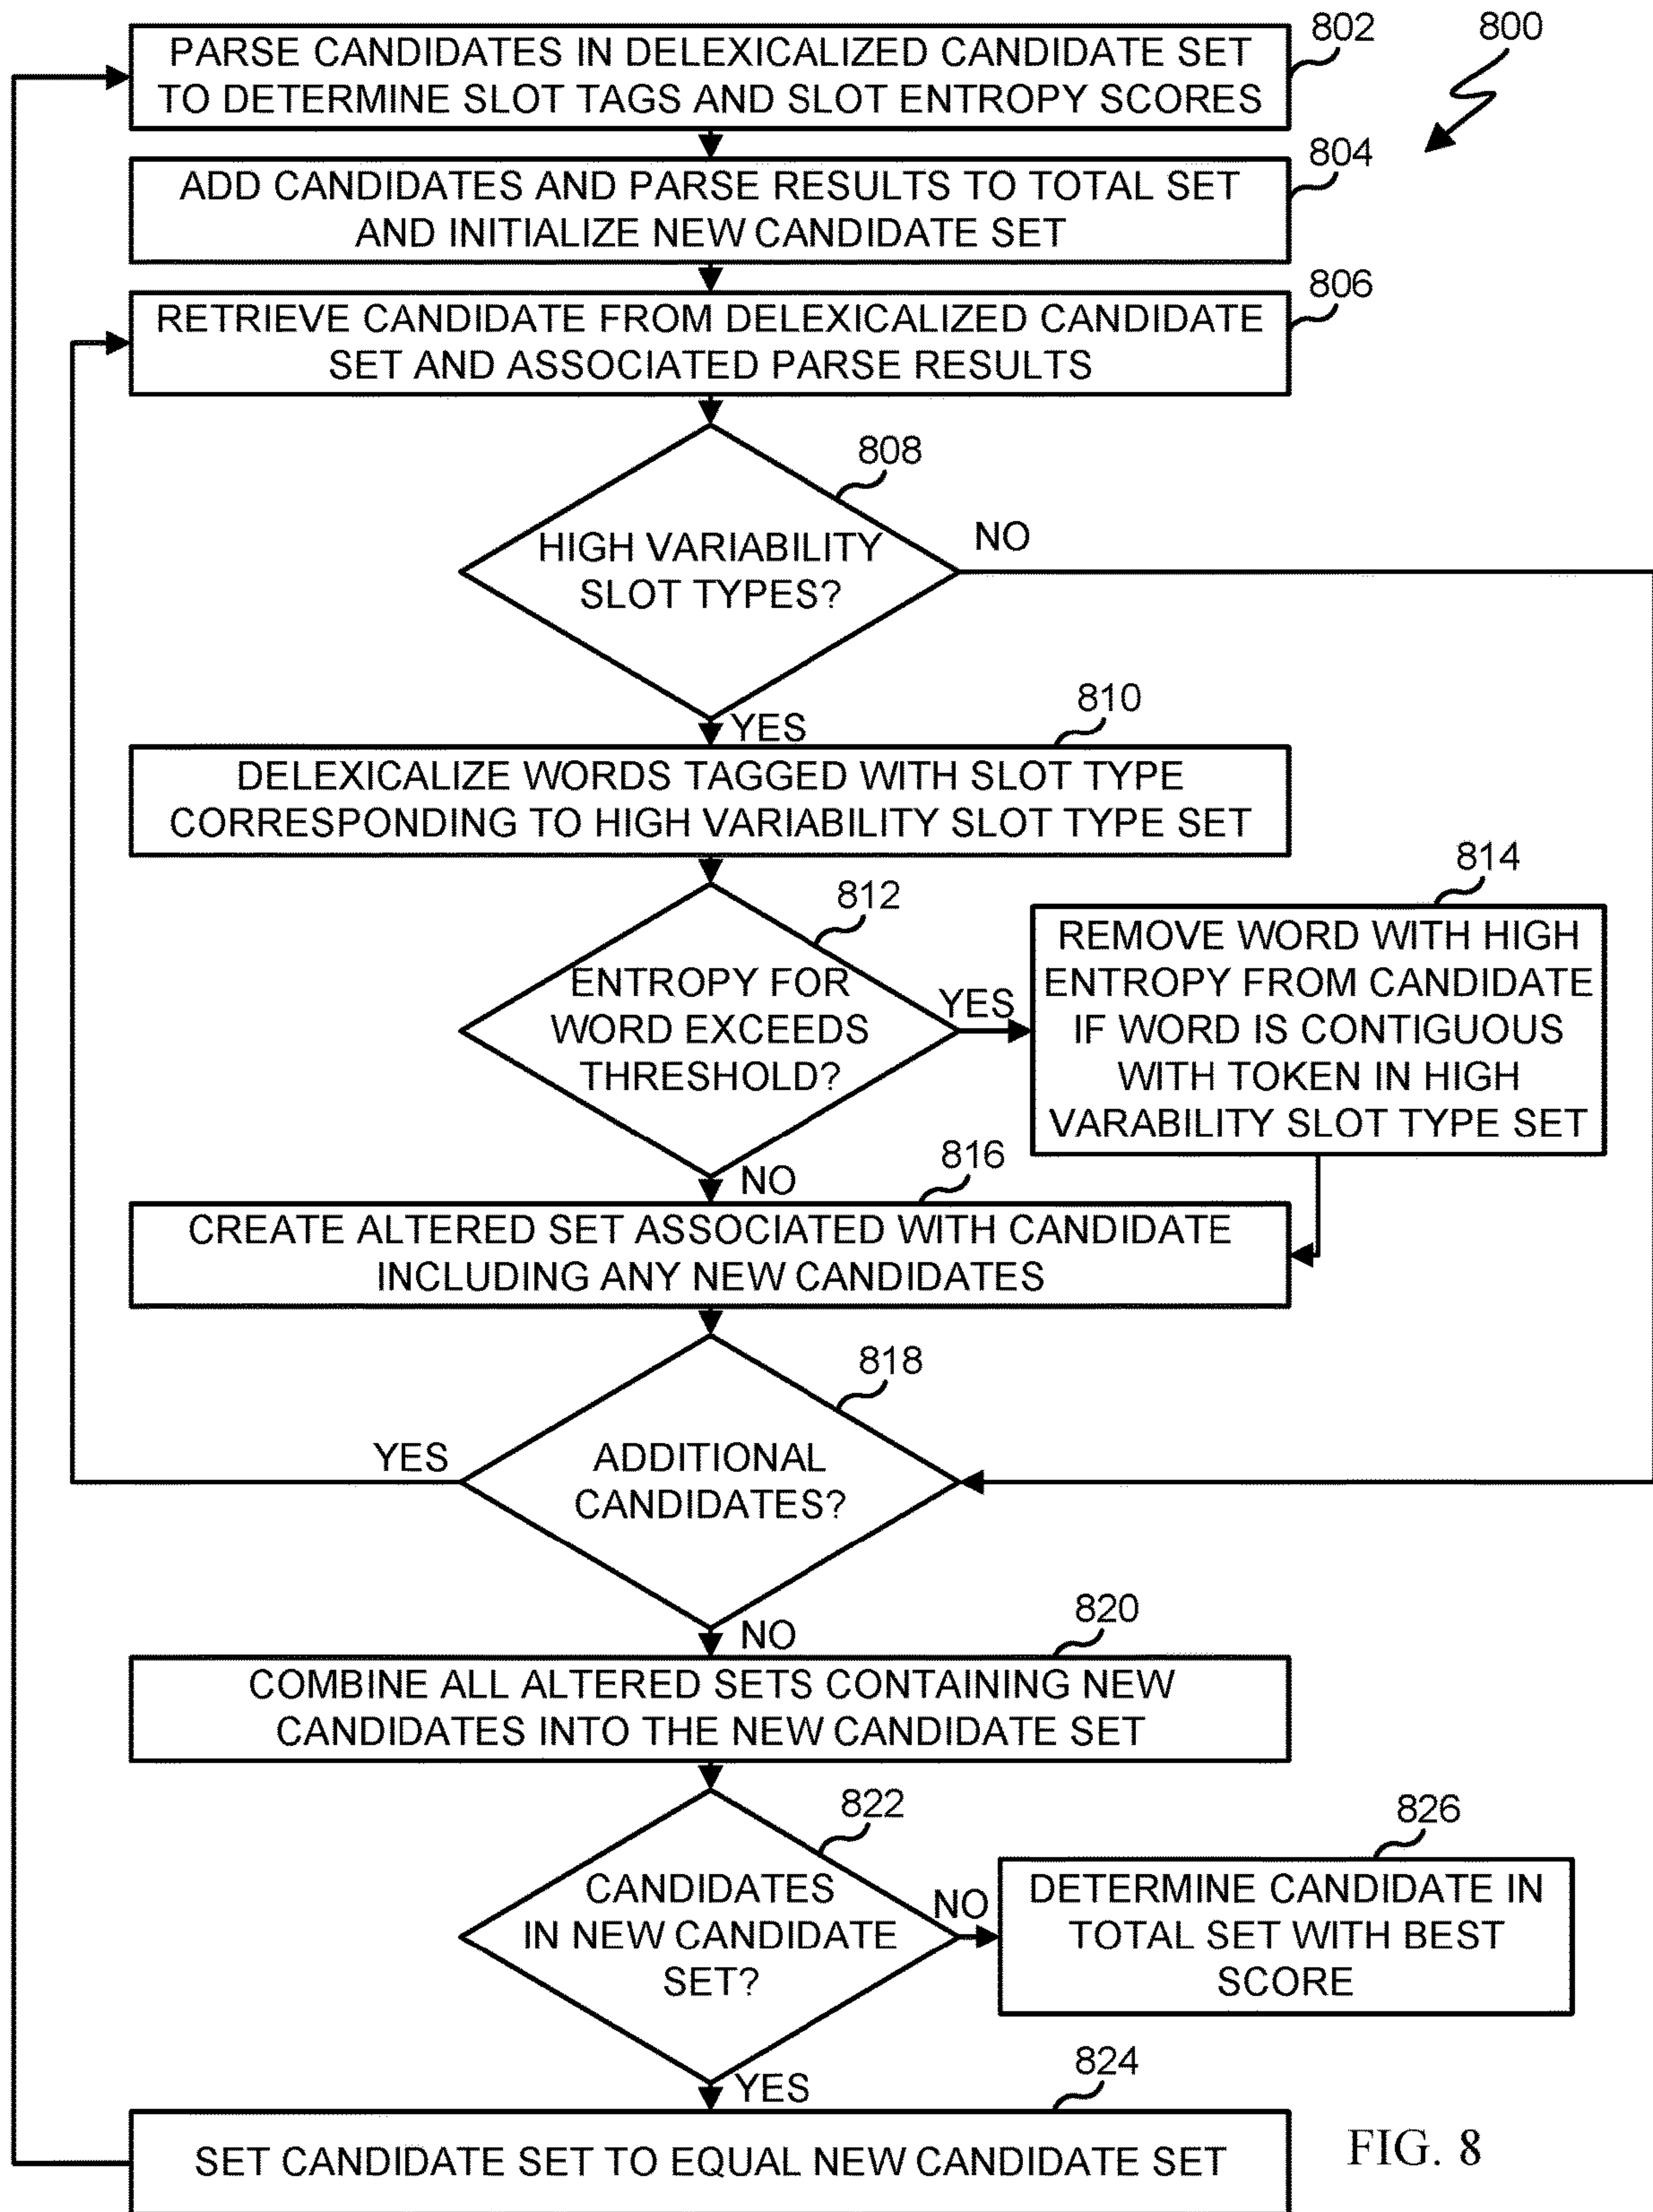 802
800
PARSE CANDIDATES IN DELEXICALIZED CANDIDATE SET
TO DETERMINE SLOT TAGS AND SLOT ENTROPY SCORES
804
ADD CANDIDATES AND PARSE RESULTS TO TOTAL SET
AND INITIALIZE NEW CANDIDATE SET
806
RETRIEVE CANDIDATE FROM DELEXICALIZED CANDIDATE
SET AND ASSOCIATED PARSE RESULTS
808
HIGH VARIABILITY
SLOT TYPES?
NO
YES
810
DELEXICALIZE WORDS TAGGED WITH SLOT TYPE
CORRESPONDING TO HIGH VARIABILITY SLOT TYPE SET
812
ENTROPY FOR
WORD EXCEEDS
THRESHOLD?
YES
814
REMOVE WORD WITH HIGH
ENTROPY FROM CANDIDATE
IF WORD IS CONTIGUOUS
WITH TOKEN IN HIGH
VARABILITY SLOT TYPE SET
NO
816
CREATE ALTERED SET ASSOCIATED WITH CANDIDATE
INCLUDING ANY NEW CANDIDATES
818
YES
ADDITIONAL
CANDIDATES?
NO
820
COMBINE ALL ALTERED SETS CONTAINING NEW
CANDIDATES INTO THE NEW CANDIDATE SET
822
CANDIDATES
IN NEW CANDIDATE
SET?
NO
826
DETERMINE CANDIDATE IN
TOTAL SET WITH BEST
SCORE
YES
824
SET CANDIDATE SET TO EQUAL NEW CANDIDATE SET
FIG. 8